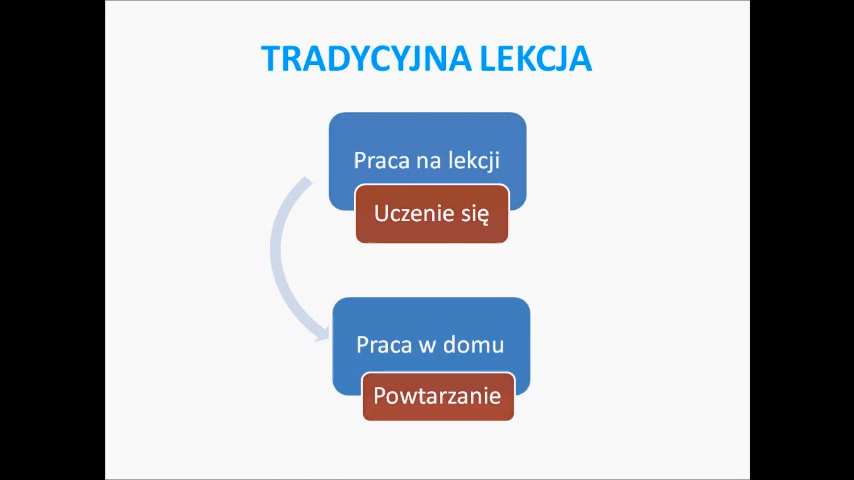 TRADYCYJNA LEKCJA
Praca na lekcji
Uczenie się
Praca w domu
Powtarzanie